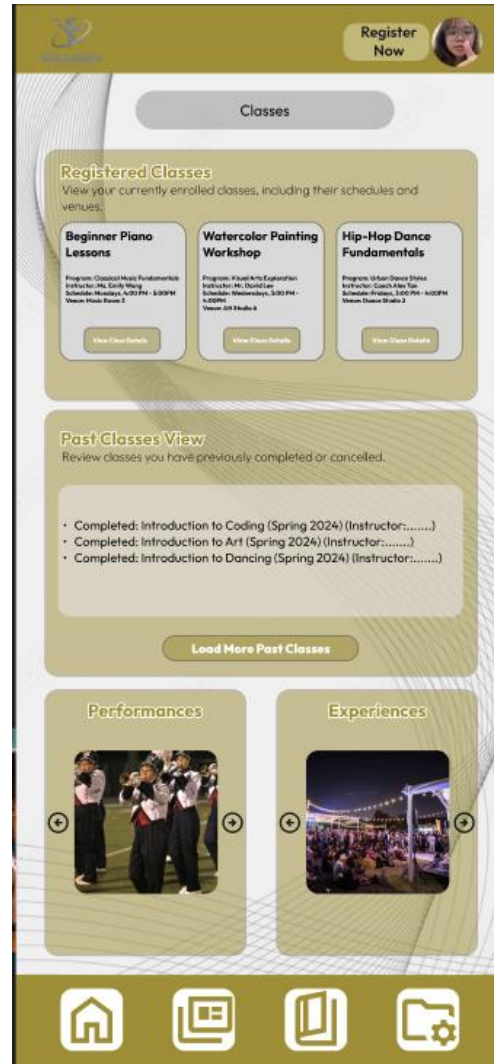 Register
Now
Classes
Registered Classes
View your currently enrolled classes, including their schedules and
venues.
Beginner Piano
Lessons
Program: Classical Music Fundamentals
Instructor: Ms. Emily Wong
Schedule: Mondays, 4:00 PM - 5:00PM
Venue: Music Room 3
View Class Details
Watercolor Painting
Workshop
Program: Visual Arts Exploration
Instructor: Mr. David Lee
Schedule: Wednesdays, 3:00 PM -
4:00PM
Venue: Art Studio 6
View Class Details
Hip-Hop Dance
Fundamentals
Program: Urban Dance Styles
Instructor: Coach Alex Tan
Schedule: Fridays, 3:00 PM - 4:00PM
Venue: Dance Studio 2
View Class Details
Past Classes View
Review classes you have previously completed or cancelled.
• Completed: Introduction to Coding (Spring 2024) (Instructor:.......)
• Completed: Introduction to Art (Spring 2024) (Instructor:.......)
• Completed: Introduction to Dancing (Spring 2024) (Instructor:.......)
Load More Past Classes
Performances
Experiences